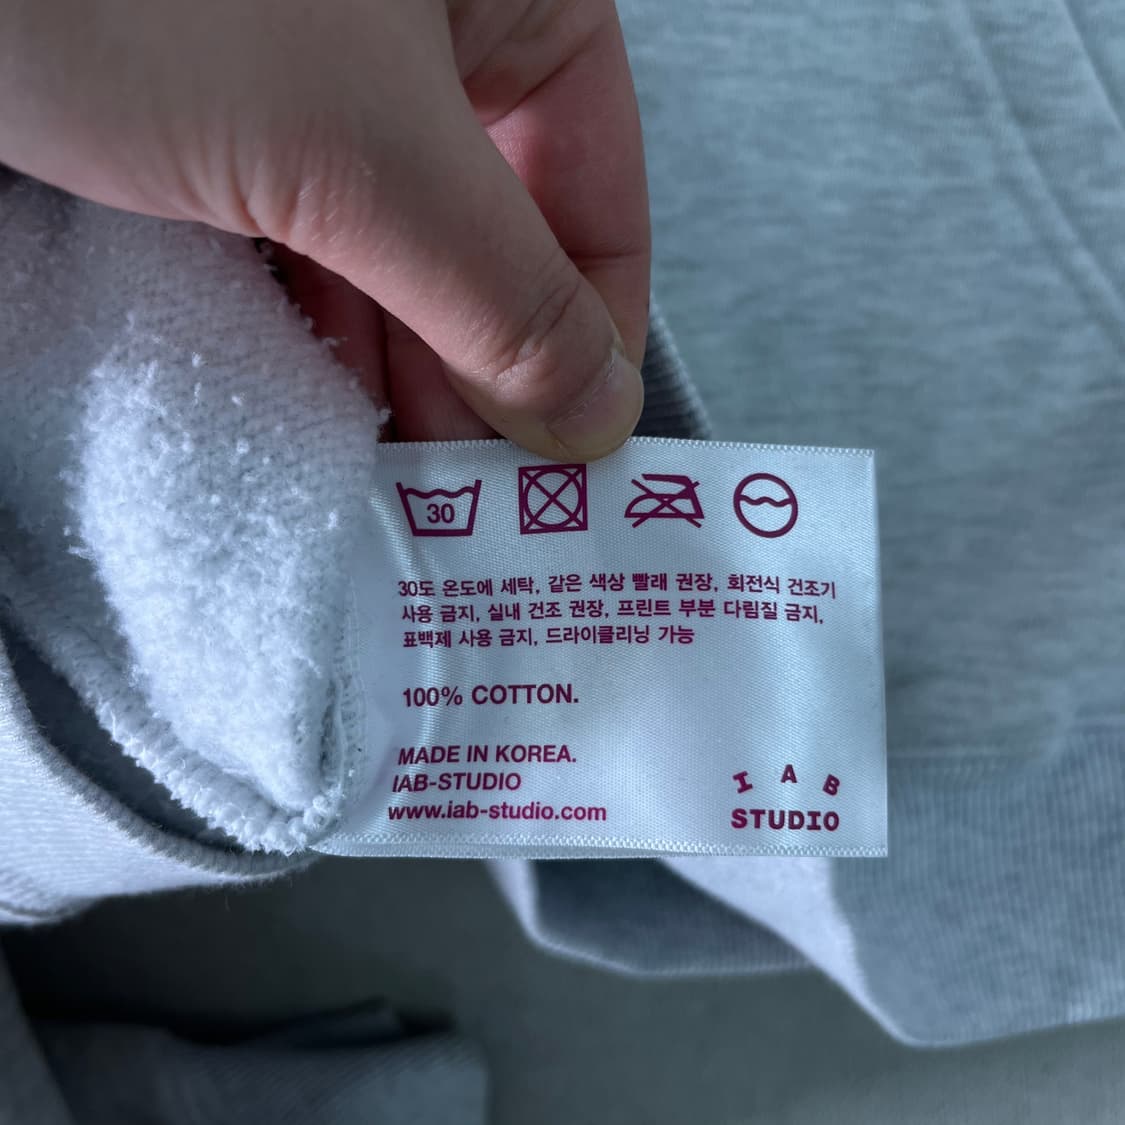 30
30도 온도에 세탁, 같은 색상 빨래 권장, 회전식 건조기
사용 금지, 실내 건조 권장, 프린트 부분 다림질 금지,
표백제 사용 금지, 드라이클리닝 가능
100% COTTON.
MADE IN KOREA.
IAB-STUDIO
www.iab-studio.com
IAB
STUDIO